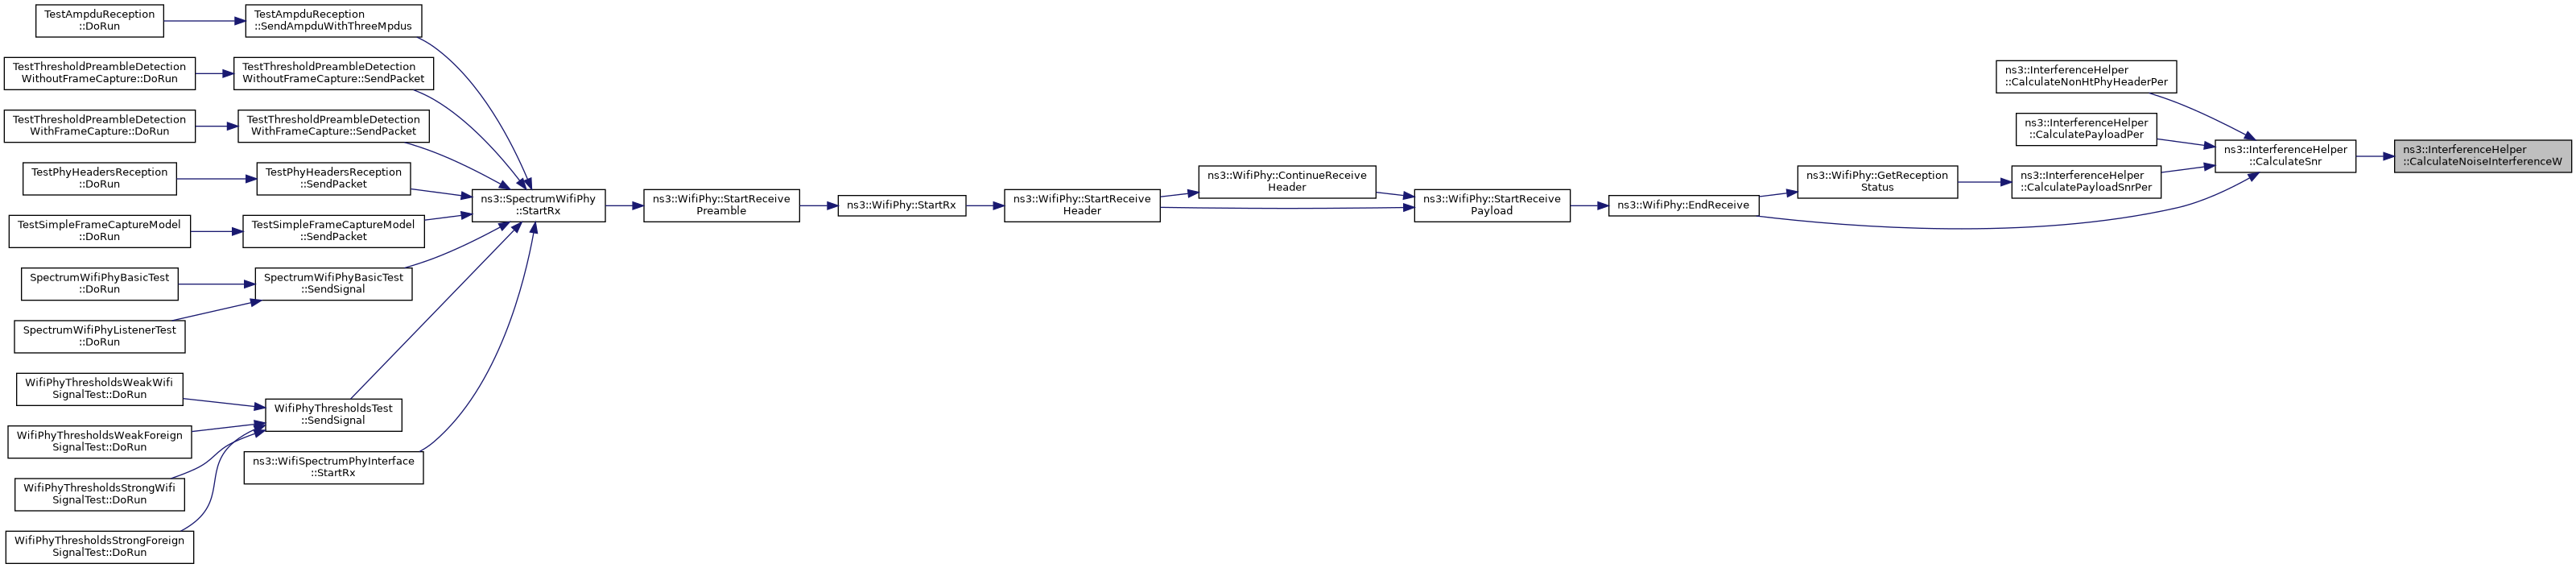 TestAmpduReception
::DoRun
TestAmpduReception
::SendAmpduWithThreeMpdus
TestThresholdPreambleDetection
WithoutFrameCapture::DoRun
TestThresholdPreambleDetection
WithoutFrameCapture::SendPacket
TestThresholdPreambleDetection
WithFrameCapture::DoRun
TestThresholdPreambleDetection
WithFrameCapture::SendPacket
TestPhyHeadersReception
::DoRun
TestPhyHeadersReception
::SendPacket
TestSimpleFrameCaptureModel
::DoRun
TestSimpleFrameCaptureModel
::SendPacket
SpectrumWifiPhyBasicTest
::DoRun
SpectrumWifiPhyBasicTest
::SendSignal
SpectrumWifiPhyListenerTest
::DoRun
WifiPhyThresholdsWeakWifi
SignalTest::DoRun
WifiPhyThresholdsTest
::SendSignal
WifiPhyThresholdsWeakForeign
SignalTest::DoRun
ns3::WifiSpectrumPhyInterface
::StartRx
WifiPhyThresholdsStrongWifi
SignalTest::DoRun
WifiPhyThresholdsStrongForeign
SignalTest::DoRun
ns3::SpectrumWifiPhy
::StartRx
ns3::WifiPhy::StartReceive
Preamble
ns3::WifiPhy::StartRx
ns3::WifiPhy::StartReceive
Header
ns3::WifiPhy::ContinueReceive
Header
ns3::WifiPhy::StartReceive
Payload
ns3::WifiPhy::EndReceive
ns3::WifiPhy::GetReception
Status
ns3::InterferenceHelper
::CalculateNonHtPhyHeaderPer
ns3::InterferenceHelper
::CalculatePayloadPer
ns3::InterferenceHelper
::CalculatePayloadSnrPer
ns3::InterferenceHelper
::CalculateSnr
ns3::InterferenceHelper
::CalculateNoiseInterferenceW